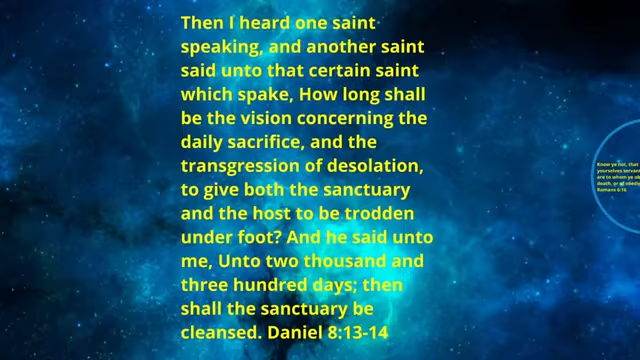 Then I heard one saint
speaking, and another saint
said unto that certain saint
which spake, How long shall
be the vision concerning the
daily sacrifice, and the
transgression of desolation,
to give both the sanctuary
and the host to be trodden
under foot? And he said unto
me, Unto two thousand and
three hundred days; then
shall the sanctuary be
cleansed. Daniel 8:13-14
Know ye not, that
yourselves servant
are to whom ye ob
death, or of obedi
Romans 6:16